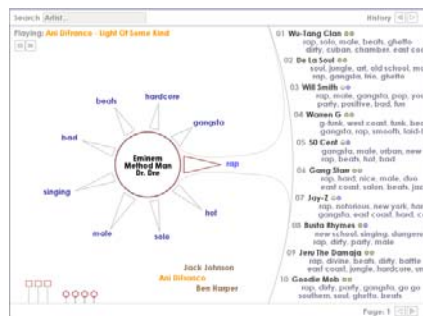 Search Artist...
History
Playing: Ani Difranco - Light Of Some Kind
hardcore
beats
gangsta
bad
Eminem
Method Man
Dr. Dre
rap
singing
hot
male
solo
Jack Johnson
Ani Difranco
Ben Harper
01 Wu-Tang Clan
rap, solo, male, beats, ghetto
dirty, cuban, chamber, east co
02 De La Soul
soul, jungle, art, old school, m
rap, gangsta, trio, ghetto
03 Will Smith
rap, male, gangsta, pop, yo
party, positive, bad, fun
04 Warren G
g-funk, west coast, funk, bea
gangsta, rap, smooth, laid-b
05 50 Cent
gangsta, male, urban, new
rap, beats, bad
06 Gang Starr
rap, hard, nice, male, duo
east coast, beats, jaz
07 Jay-Z
rap, notorious, new york, har
gangsta, east coast, hard, c
08 Busta Rhymes
new school, singing, dangero
rap, dirty, party, male
09 Jeru The Damaja
rap, divine, beats, dirty, battle
east coast, jungle, hardcore, un
10 Goodie Mob
rap, dirty, party, gangsta, go go
southern, soul, ghetto, beats
Page: 1